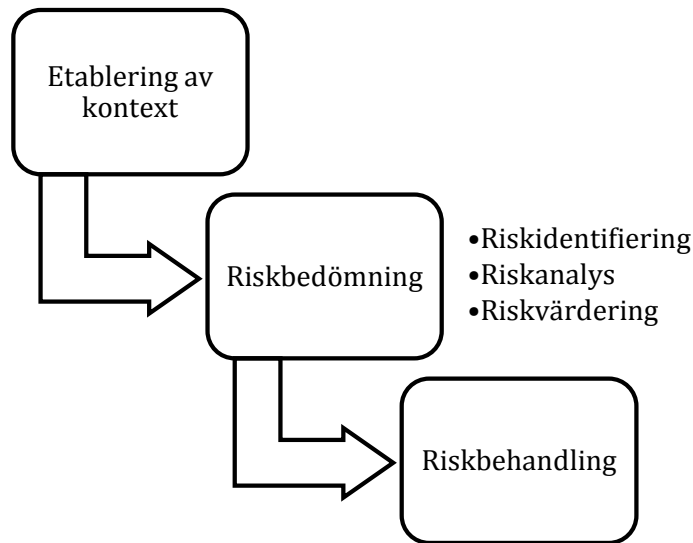 Etablering av
kontext
Riskbedömning
•Riskidentifiering
•Riskanalys
•Riskvärdering
Riskbehandling